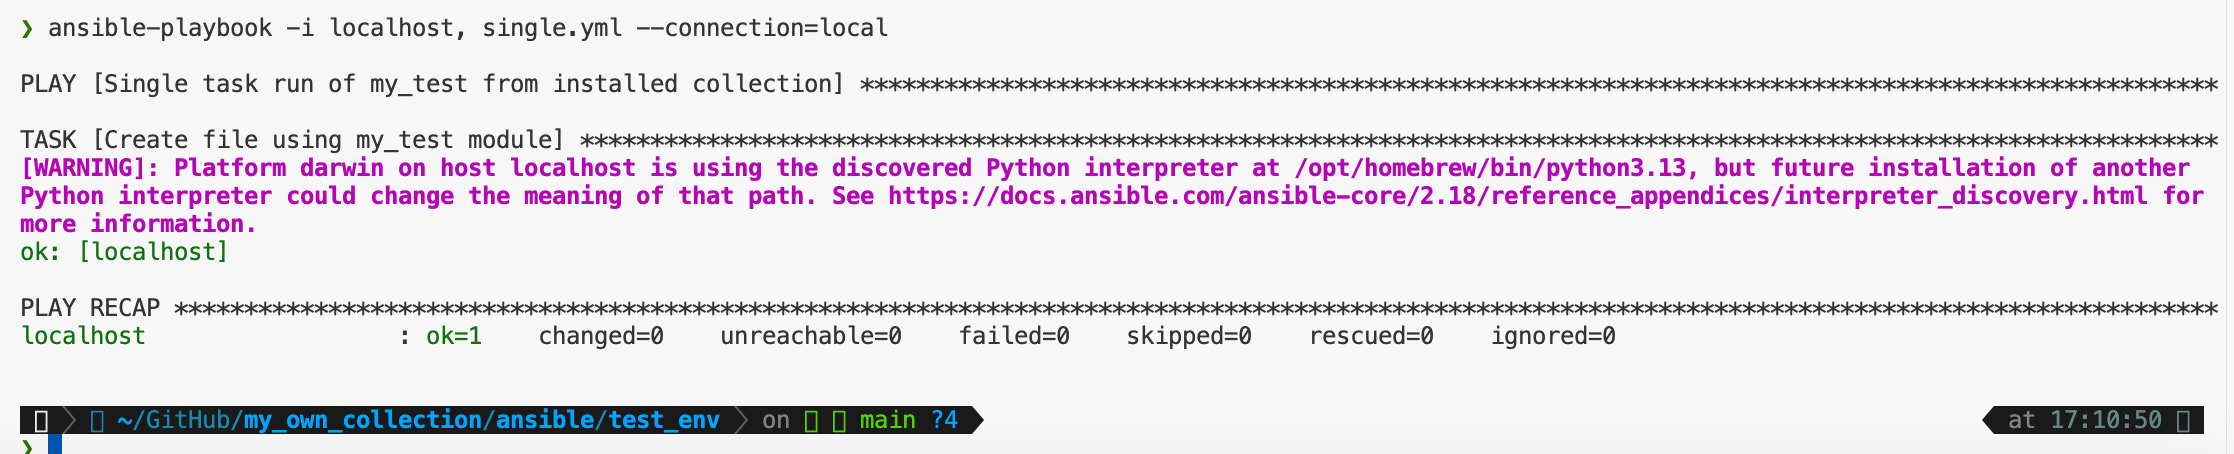 ❯ ansible-playbook -i localhost, single.yml --connection=local
PLAY [Single task run of my_test from installed collection] *************************************************************************************************
TASK [Create file using my_test module] *********************************************************************************************************************
[WARNING]: Platform darwin on host localhost is using the discovered Python interpreter at /opt/homebrew/bin/python3.13, but future installation of another
Python interpreter could change the meaning of that path. See https://docs.ansible.com/ansible-core/2.18/reference_appendices/interpreter_discovery.html for
more information.
ok: [localhost]
PLAY RECAP **************************************************************************************************************************************************
localhost                  : ok=1    changed=0    unreachable=0    failed=0    skipped=0    rescued=0    ignored=0
~/GitHub/my_own_collection/ansible/test_env on main ?4 at 17:10:50
❯